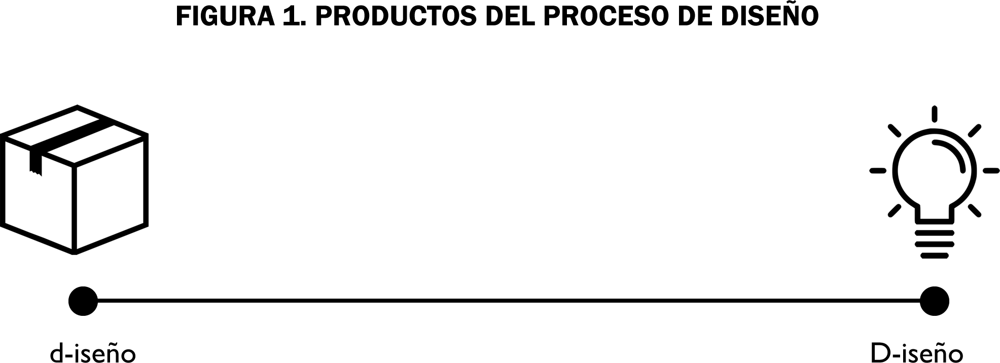 FIGURA 1. PRODUCTOS DEL PROCESO DE DISEÑO
d-iseño
D-iseño